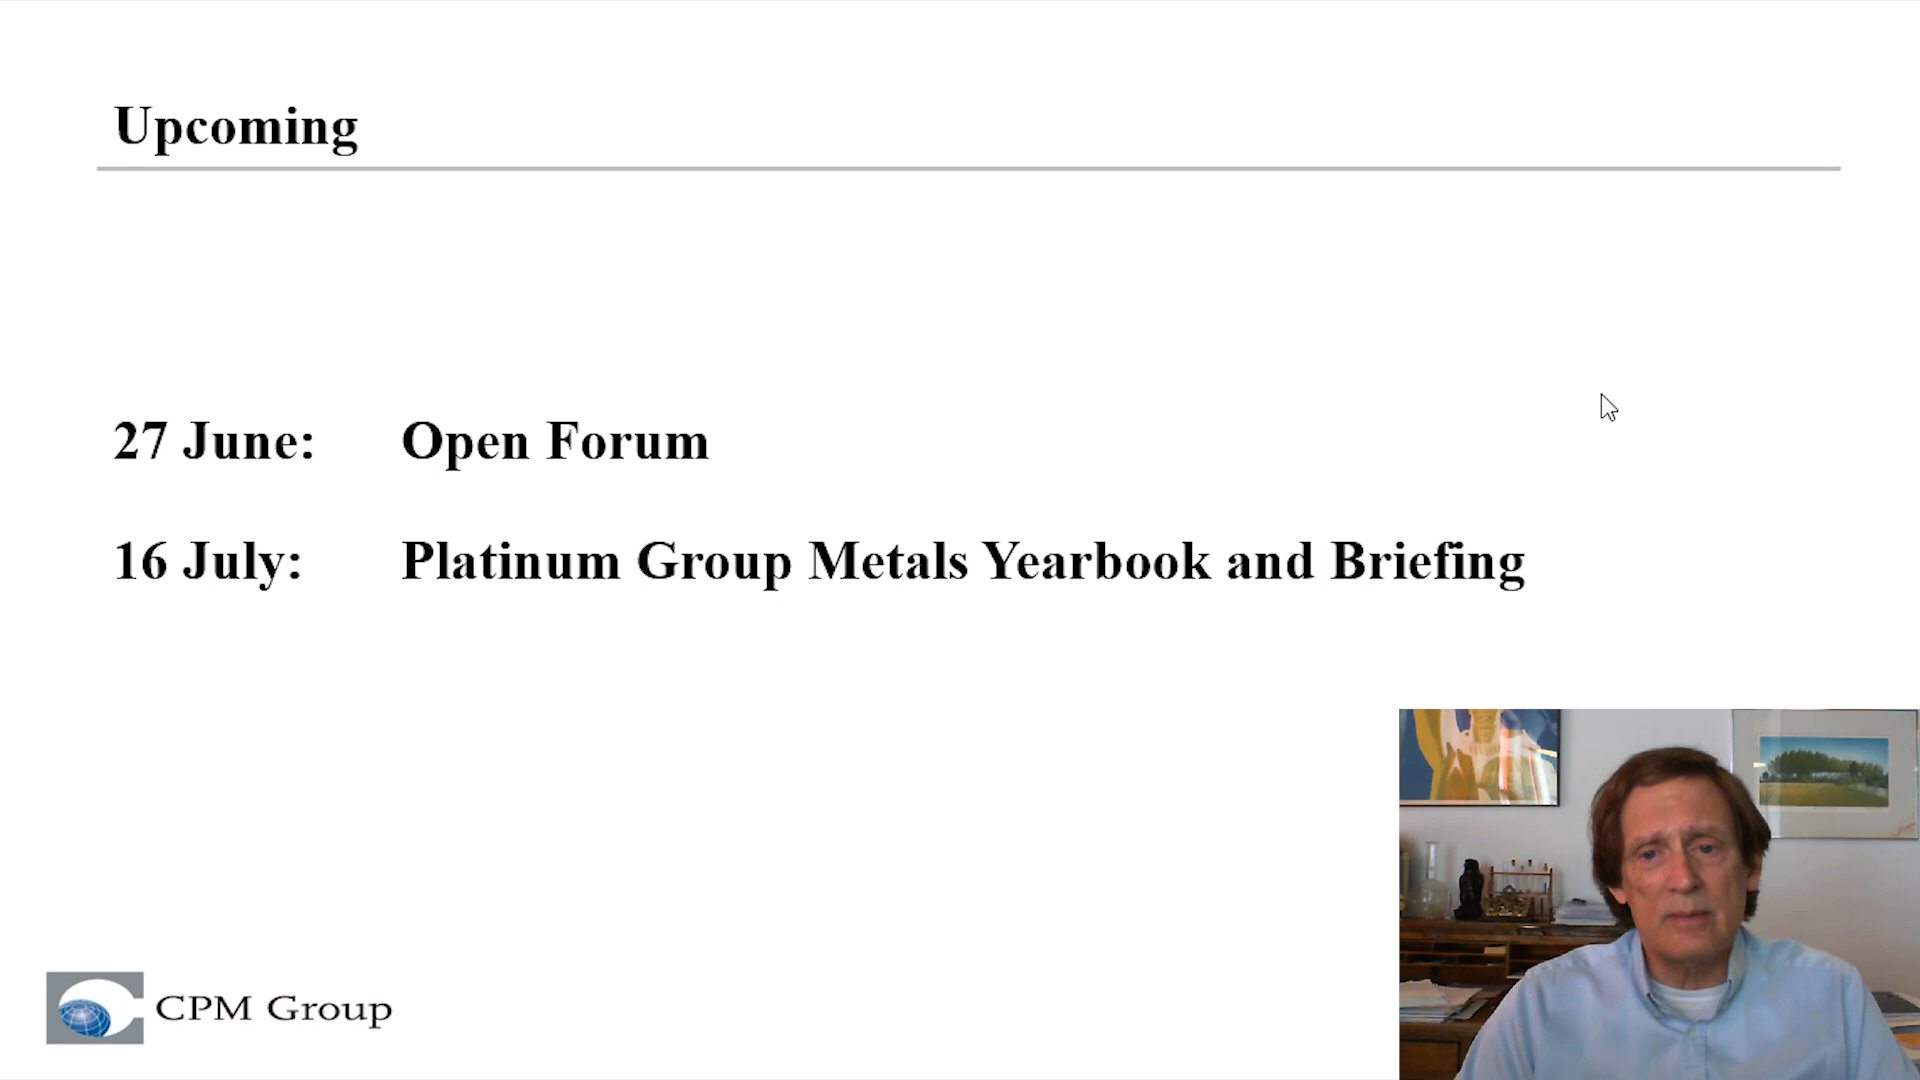 Upcoming
27 June: Open Forum
16 July: Platinum Group Metals Yearbook and Briefing
CPM Group